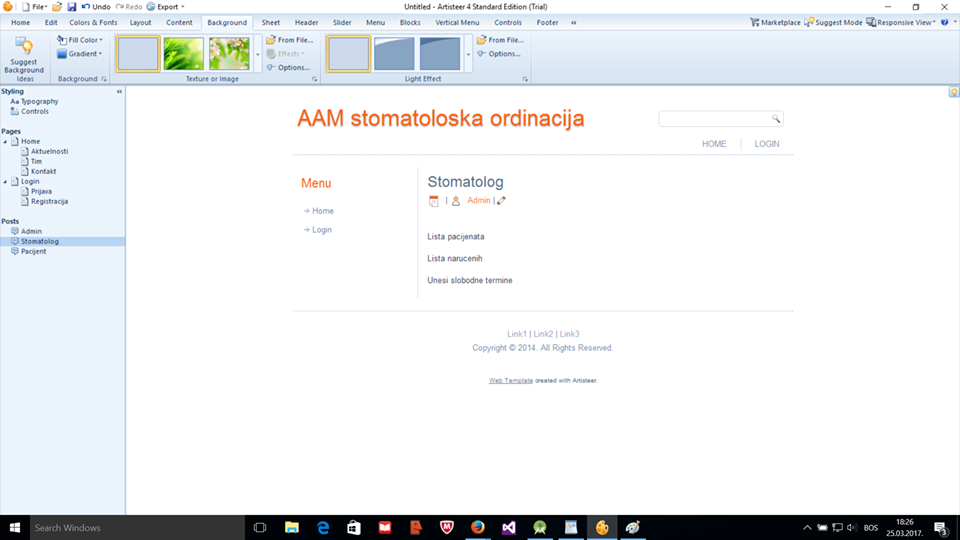 Untitled - Artisteer 4 Standard Edition (Trial)
File Undo Redo Export
Home Edit Colors & Fonts Layout Content Background Sheet Header Slider Menu Blocks Vertical Menu Controls Footer
Marketplace Suggest Mode Responsive View
Suggest Background Ideas
Fill Color
Gradient
Background
From File...
Effects
Options...
Texture or Image
From File...
Options...
Light Effect
Styling
Aa Typography
Controls
Pages
Home
Aktuelnosti
Tim
Kontakt
Login
Prijava
Registracija
Posts
Admin
Stomatolog
Pacijent
AAM stomatoloska ordinacija
HOME LOGIN
Menu
Home
Login
Stomatolog
| Admin |
Lista pacijenata
Lista narucenih
Unesi slobodne termine
Link1 | Link2 | Link3
Copyright © 2014. All Rights Reserved.
Web Template created with Artisteer.
Search Windows
BOS
18:26
25.03.2017.
3